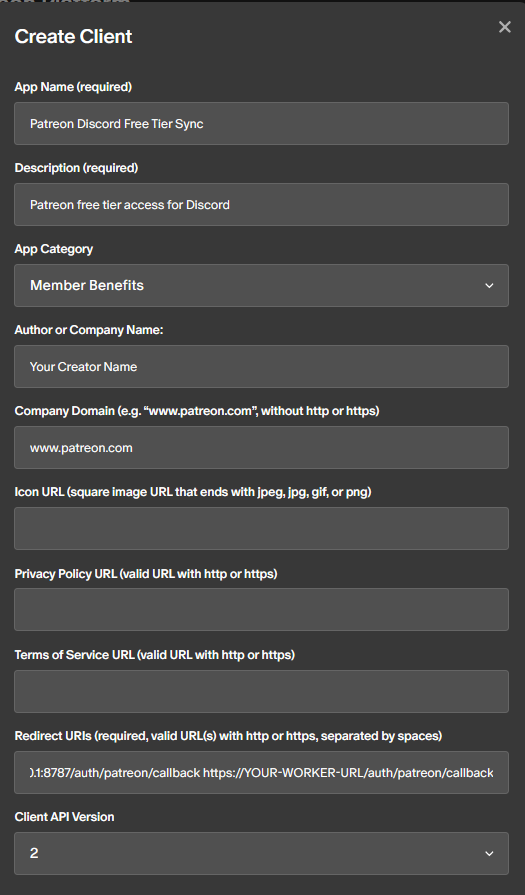 Create Client
App Name (required)
Patreon Discord Free Tier Sync
Description (required)
Patreon free tier access for Discord
App Category
Member Benefits
Author or Company Name:
Your Creator Name
Company Domain (e.g. “www.patreon.com”, without http or https)
www.patreon.com
Icon URL (square image URL that ends with jpeg, jpg, gif, or png)
Privacy Policy URL (valid URL with http or https)
Terms of Service URL (valid URL with http or https)
Redirect URIs (required, valid URL(s) with http or https, separated by spaces)
.1:8787/auth/patreon/callback https://YOUR-WORKER-URL/auth/patreon/callback
Client API Version
2